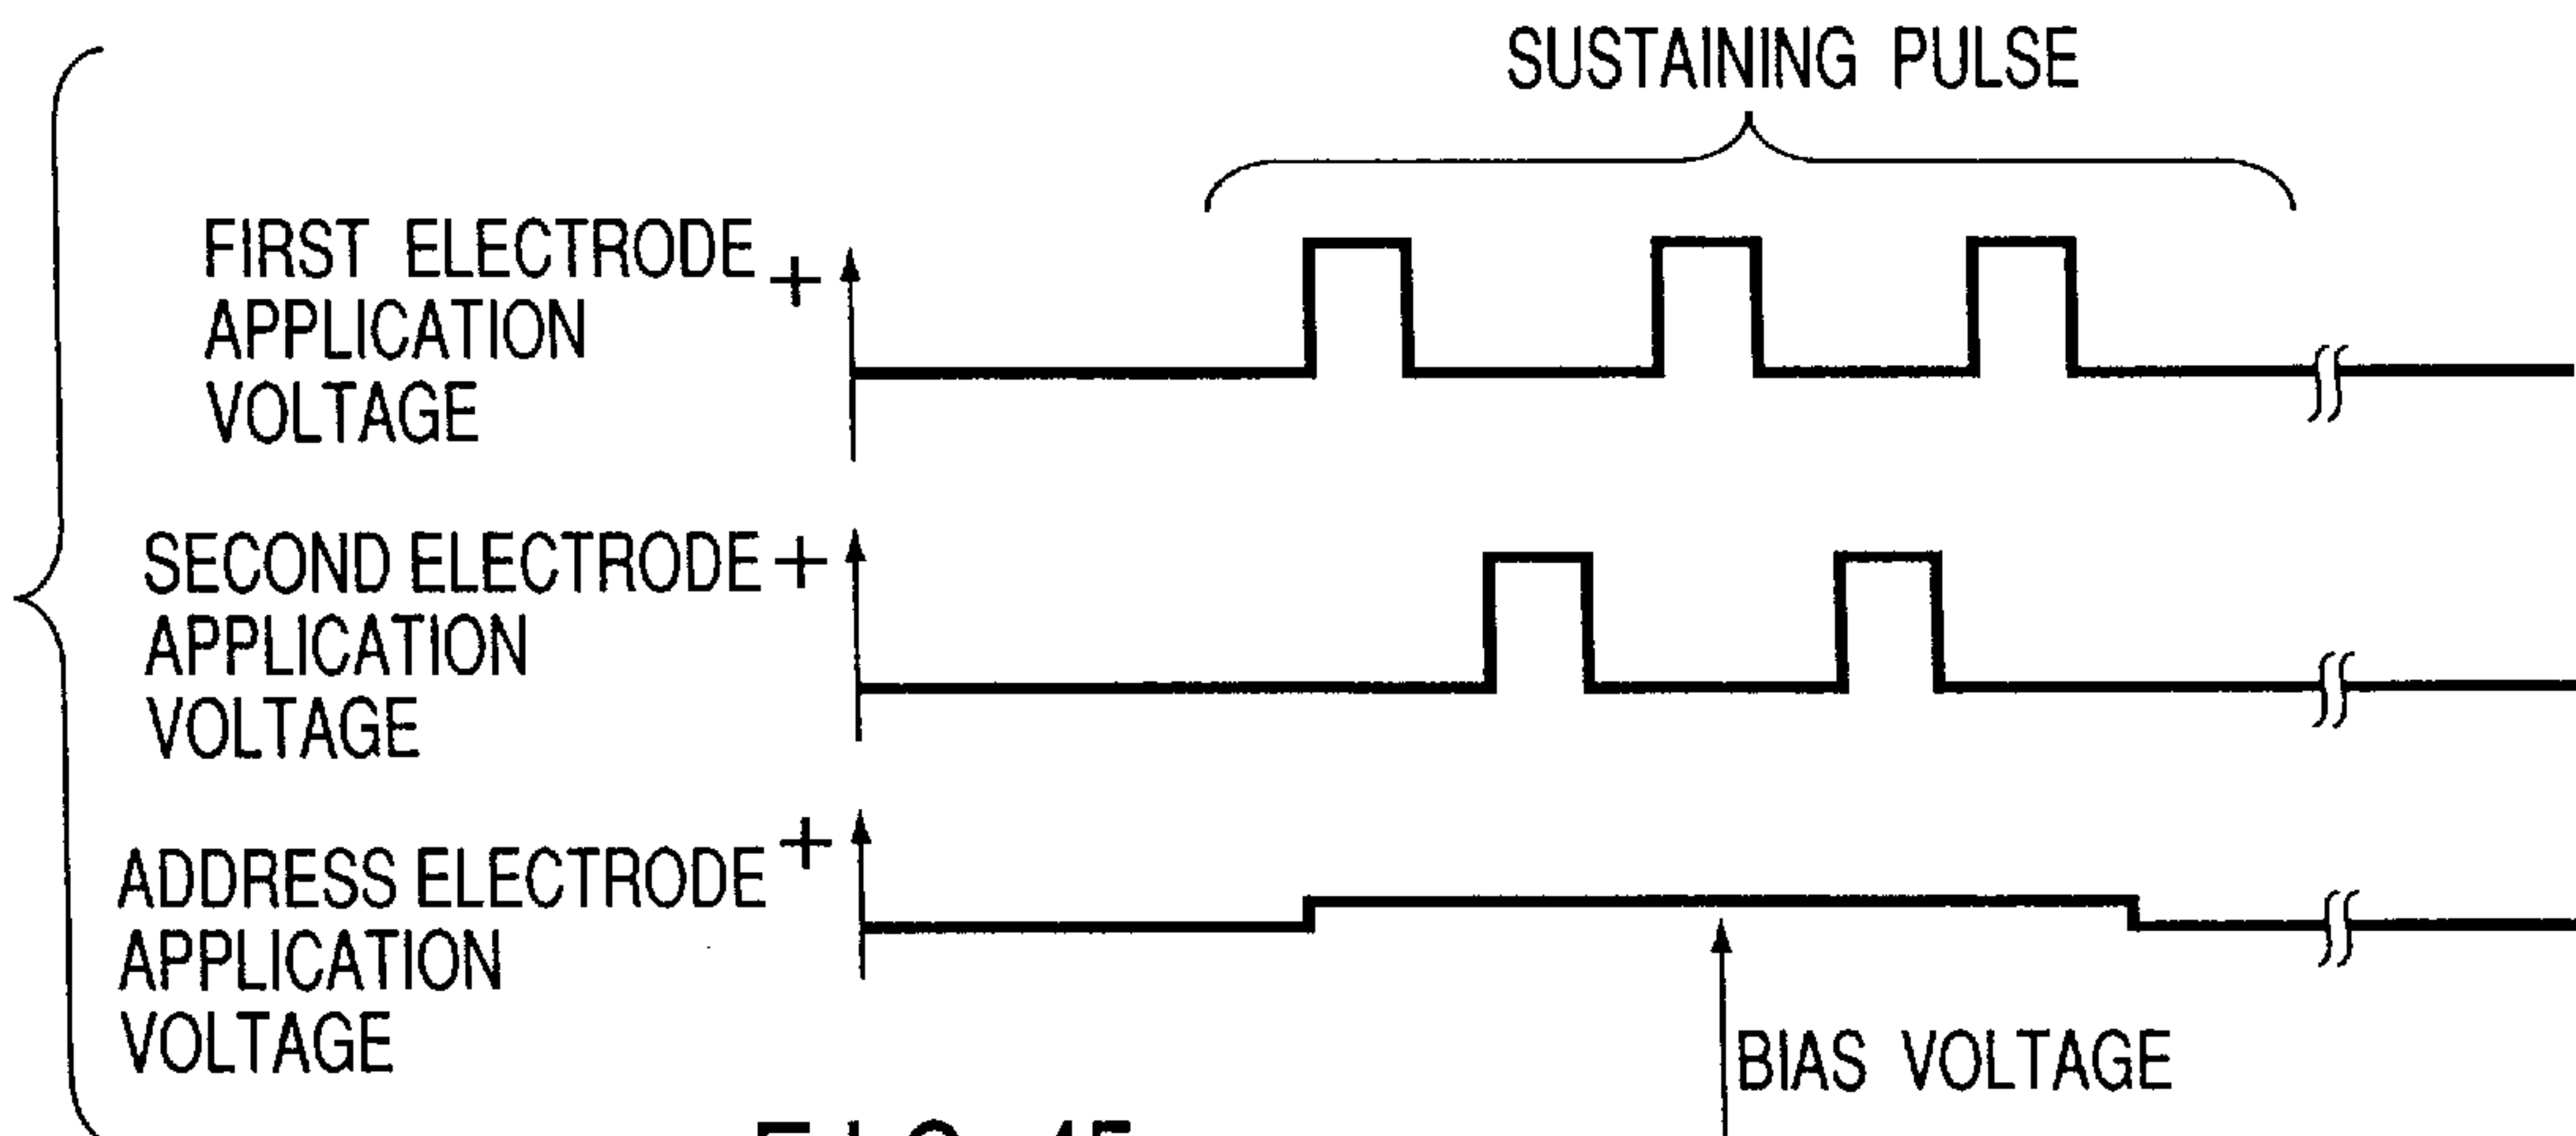 SUSTAINING PULSE
FIRST ELECTRODE
APPLICATION
VOLTAGE
+
SECOND ELECTRODE
APPLICATION
VOLTAGE
+
ADDRESS ELECTRODE
APPLICATION
VOLTAGE
+
BIAS VOLTAGE